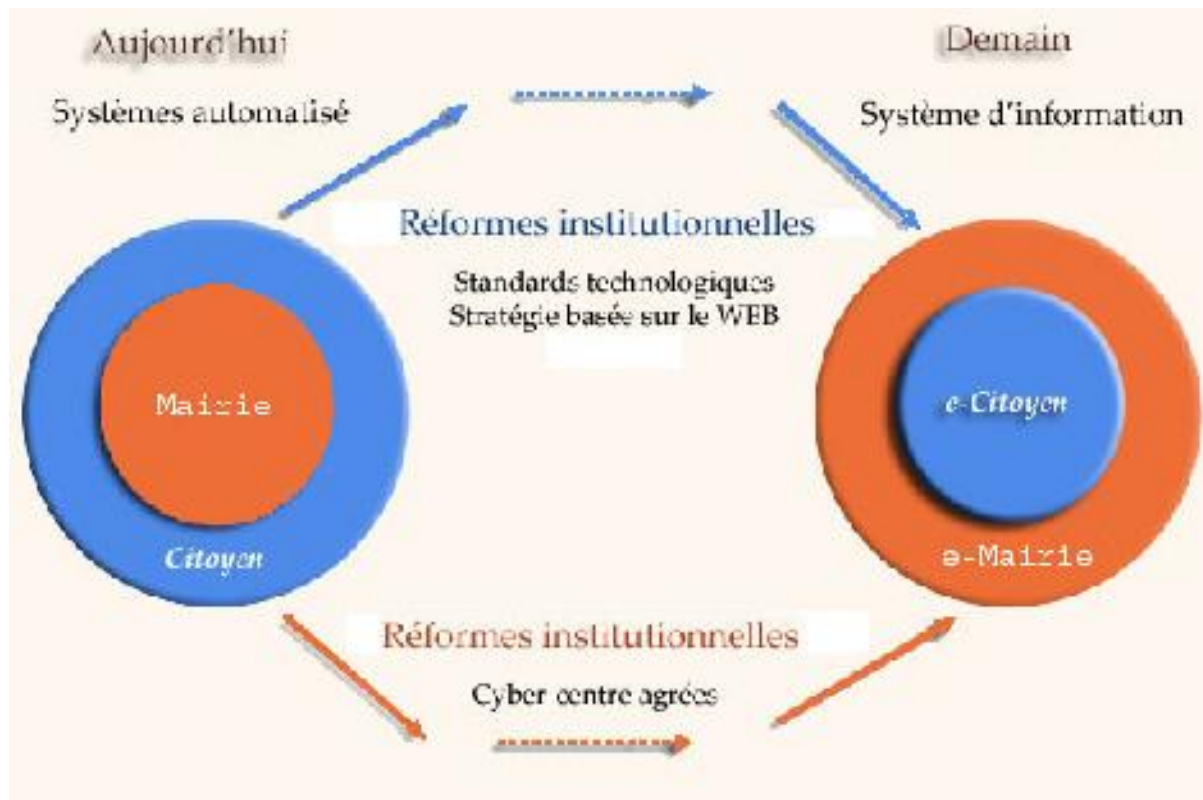 Aujourd'hui
Demain
Systèmes automatisé
Système d'information
Réformes institutionnelles
Standards technologiques
Stratégie basée sur le WEB
Mairie
Citoyen
e-Citoyen
e-Mairie
Réformes institutionnelles
Cyber centre agrées